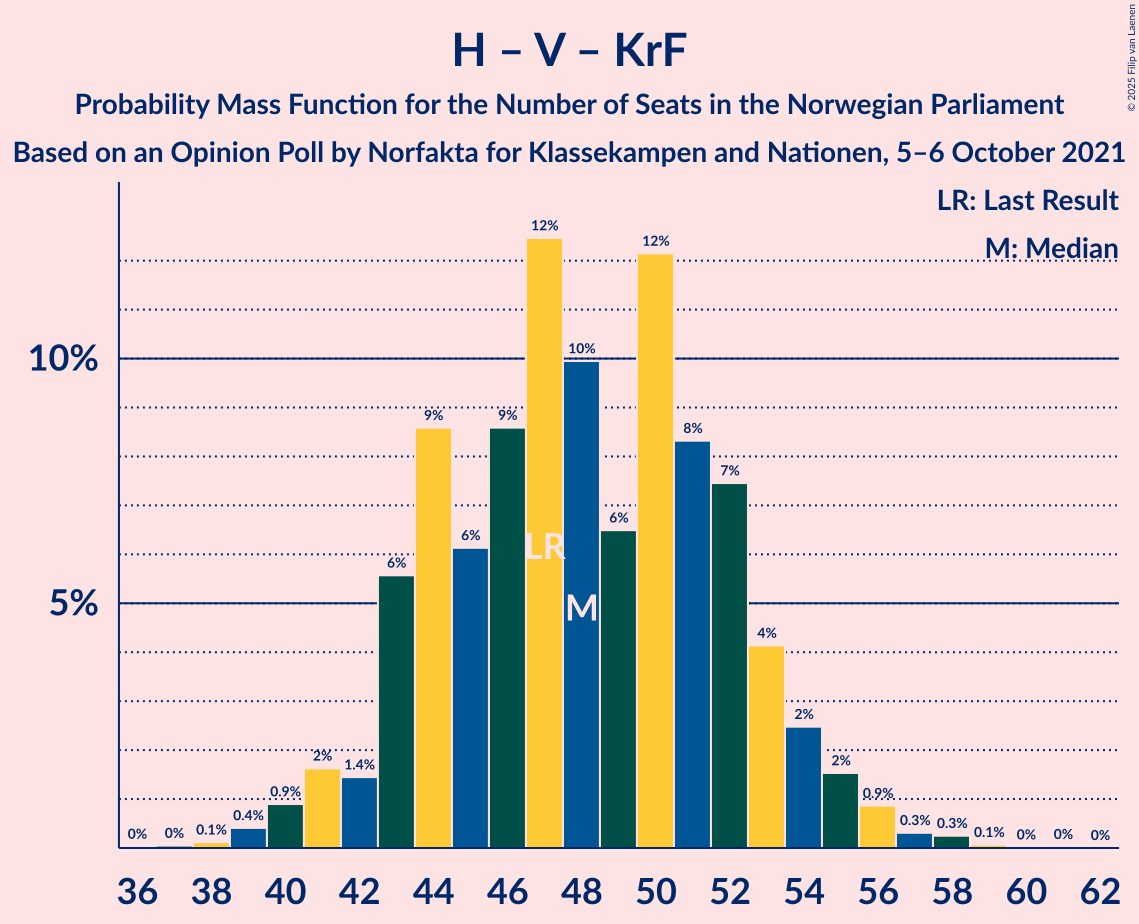 H – V – KrF
Probability Mass Function for the Number of Seats in the Norwegian Parliament
Based on an Opinion Poll by Norfakta for Klassekampen and Nationen, 5–6 October 2021
© 2025 Filip van Laenen
LR: Last Result
M: Median
10%
5%
0% 0% 0.1% 0.4% 0.9% 2% 1.4% 6% 9% 6% 9% 12% 10% 6% 12% 8% 7% 4% 2% 2% 0.9% 0.3% 0.3% 0.1% 0% 0% 0%
LR
M
36 38 40 42 44 46 48 50 52 54 56 58 60 62